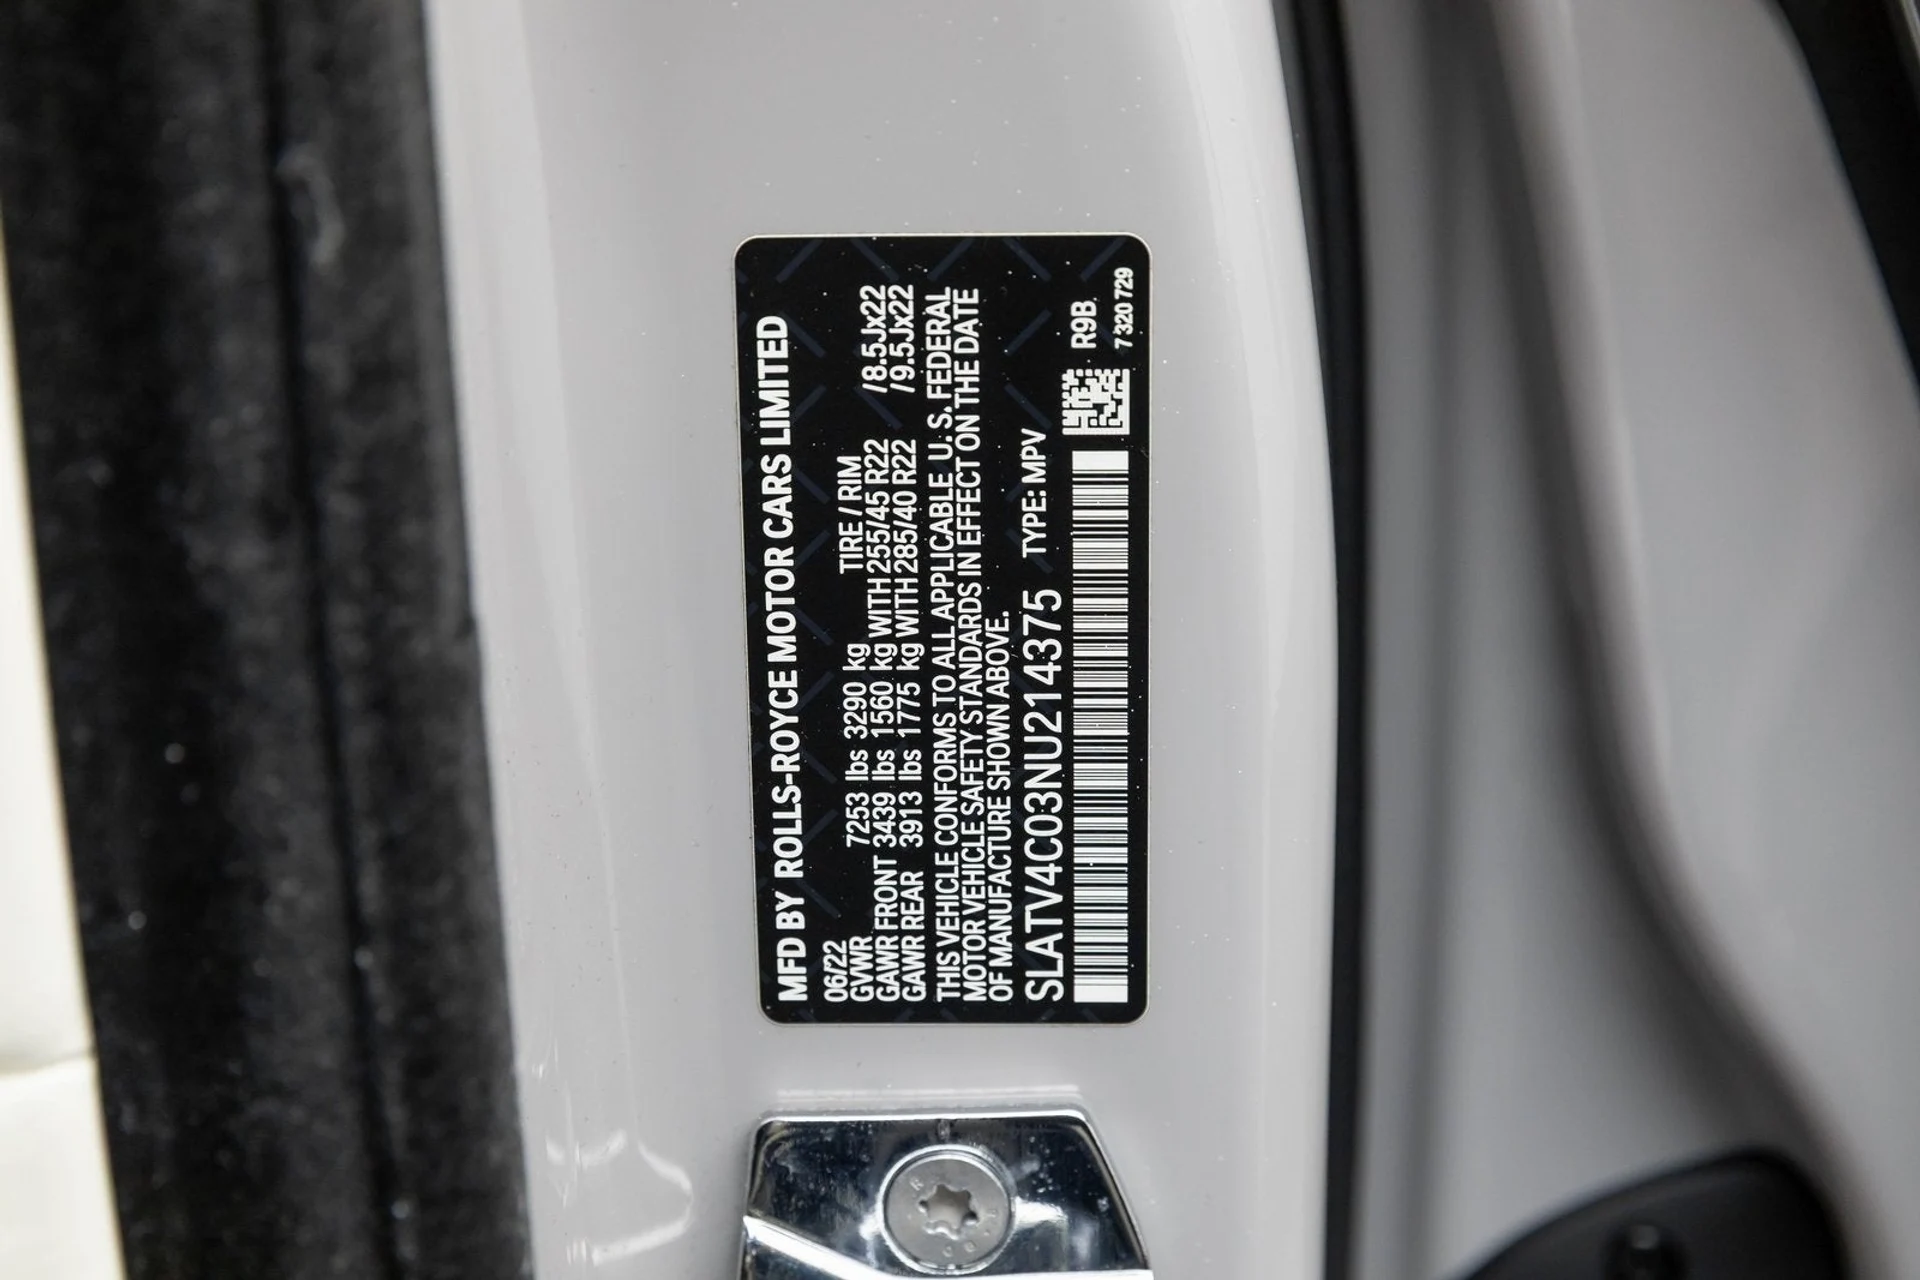 MFD BY ROLLS-ROYCE MOTOR CARS LIMITED
06/22 TIRE / RIM
GVWR 7253 lbs 3290 kg
GAWR FRONT 3439 lbs 1560 kg WITH 255/45 R22 /8.5Jx22
GAWR REAR 3913 lbs 1775 kg WITH 285/40 R22 /9.5Jx22
THIS VEHICLE CONFORMS TO ALL APPLICABLE U.S. FEDERAL
MOTOR VEHICLE SAFETY STANDARDS IN EFFECT ON THE DATE
OF MANUFACTURE SHOWN ABOVE.
SLATV4C03NU214375 TYPE: MPV
R9B
7 320 729